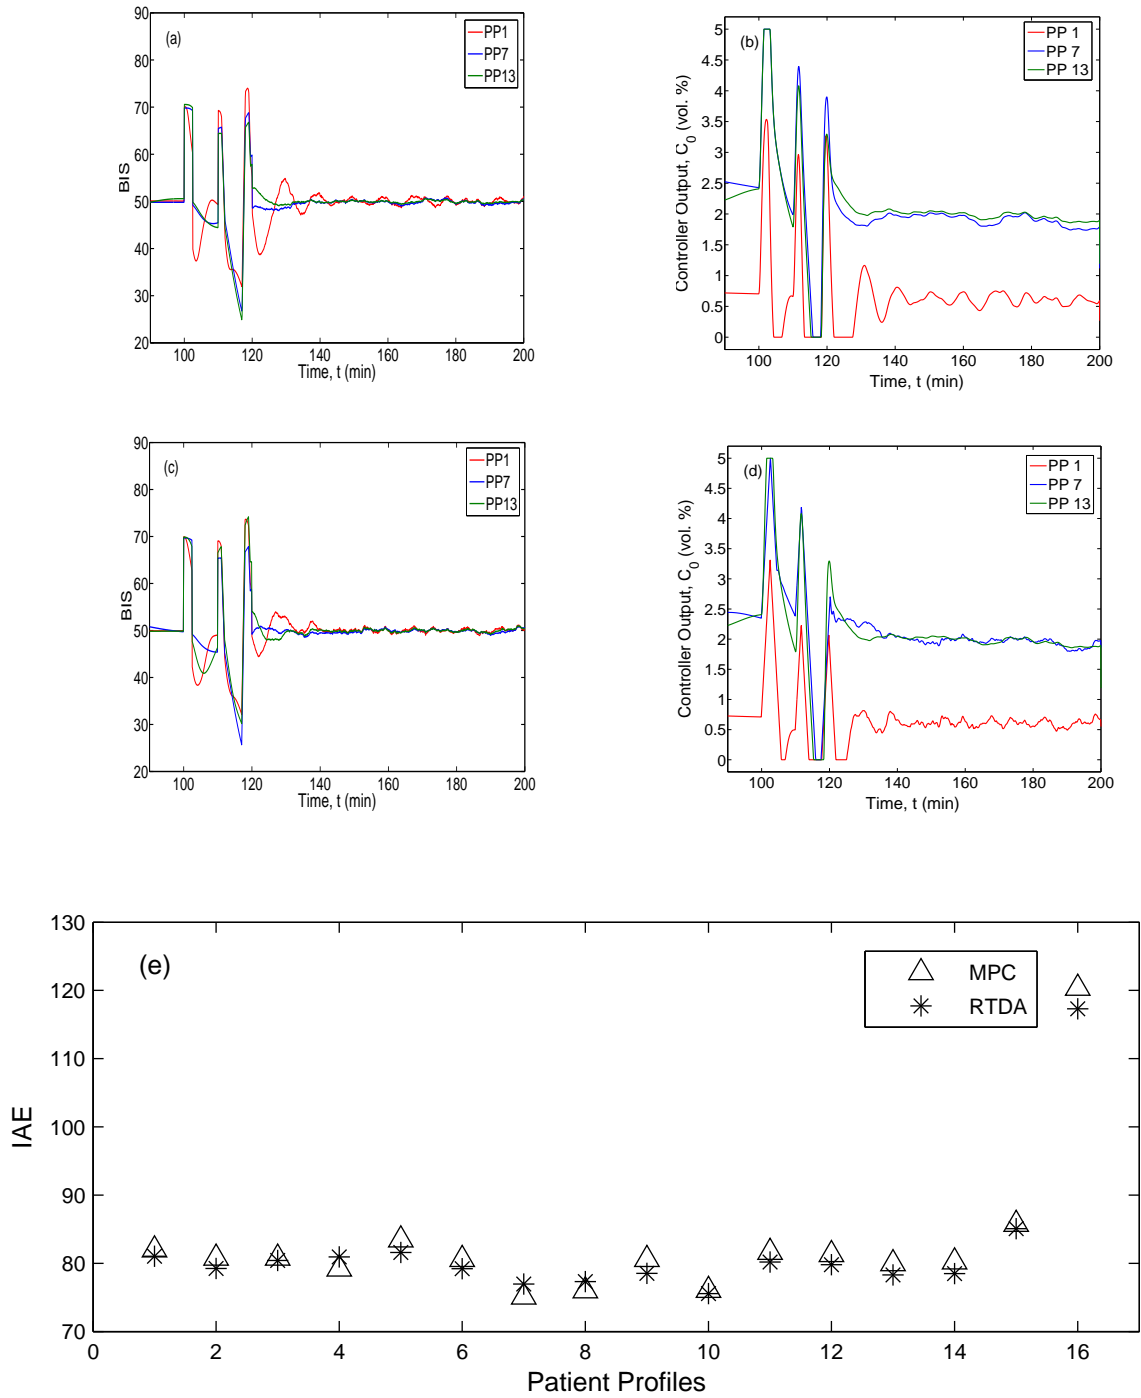 (a)
PP1
PP7
PP13
90
80
70
60
50
40
30
20
BIS
100 120 140 160 180 200
Time, t (min)
(b)
PP 1
PP 7
PP 13
5
4.5
4
3.5
3
2.5
2
1.5
1
0.5
0
Controller Output, C0 (vol. %)
100 120 140 160 180 200
Time, t (min)
(c)
PP1
PP7
PP13
90
80
70
60
50
40
30
20
BIS
100 120 140 160 180 200
Time, t (min)
(d)
PP 1
PP 7
PP 13
5
4.5
4
3.5
3
2.5
2
1.5
1
0.5
0
Controller Output, C0 (vol. %)
100 120 140 160 180 200
Time, t (min)
(e)
MPC
RTDA
130
120
110
100
90
80
70
IAE
0 2 4 6 8 10 12 14 16
Patient Profiles